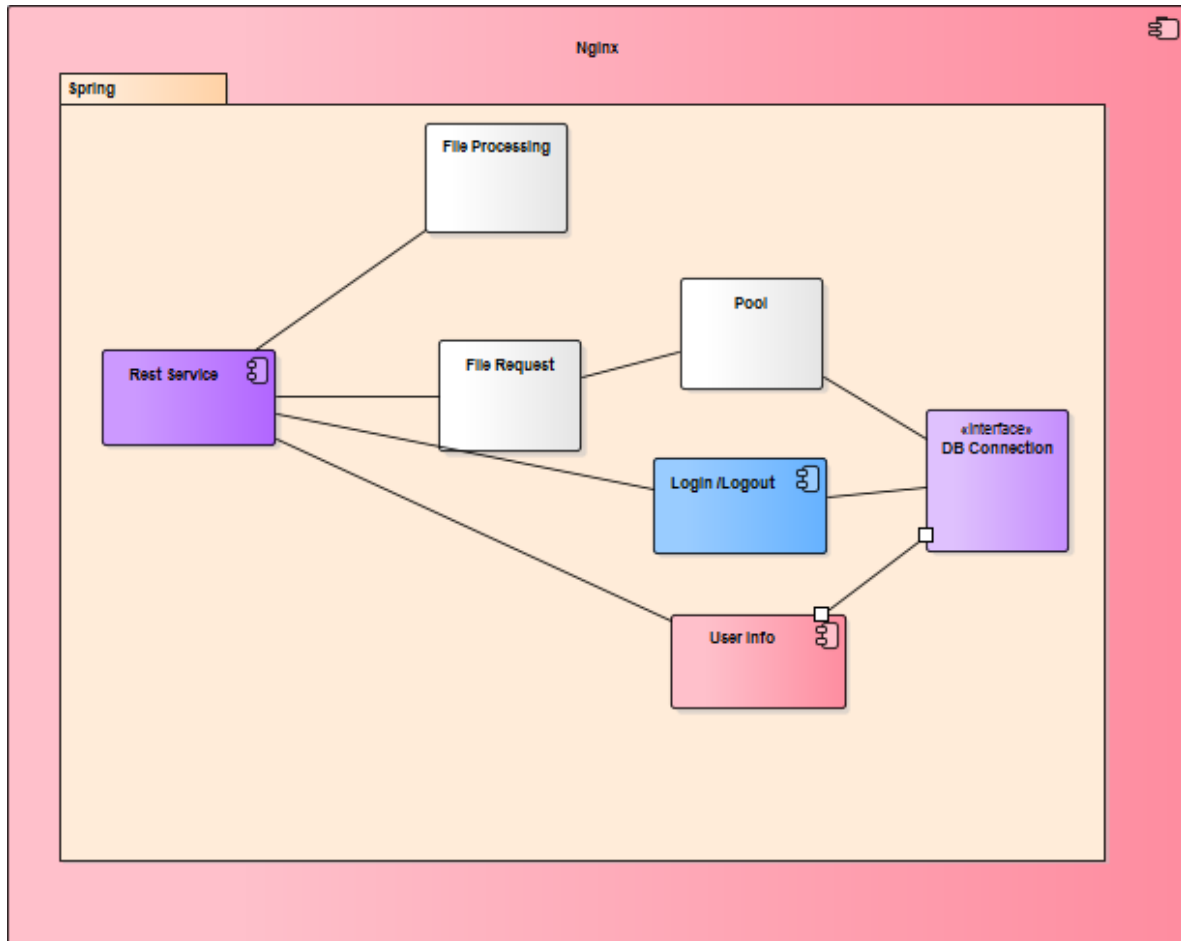 Nginx
Spring
File Processing
Pool
Rest Service
File Request
«interface»
DB Connection
Login /Logout
User Info